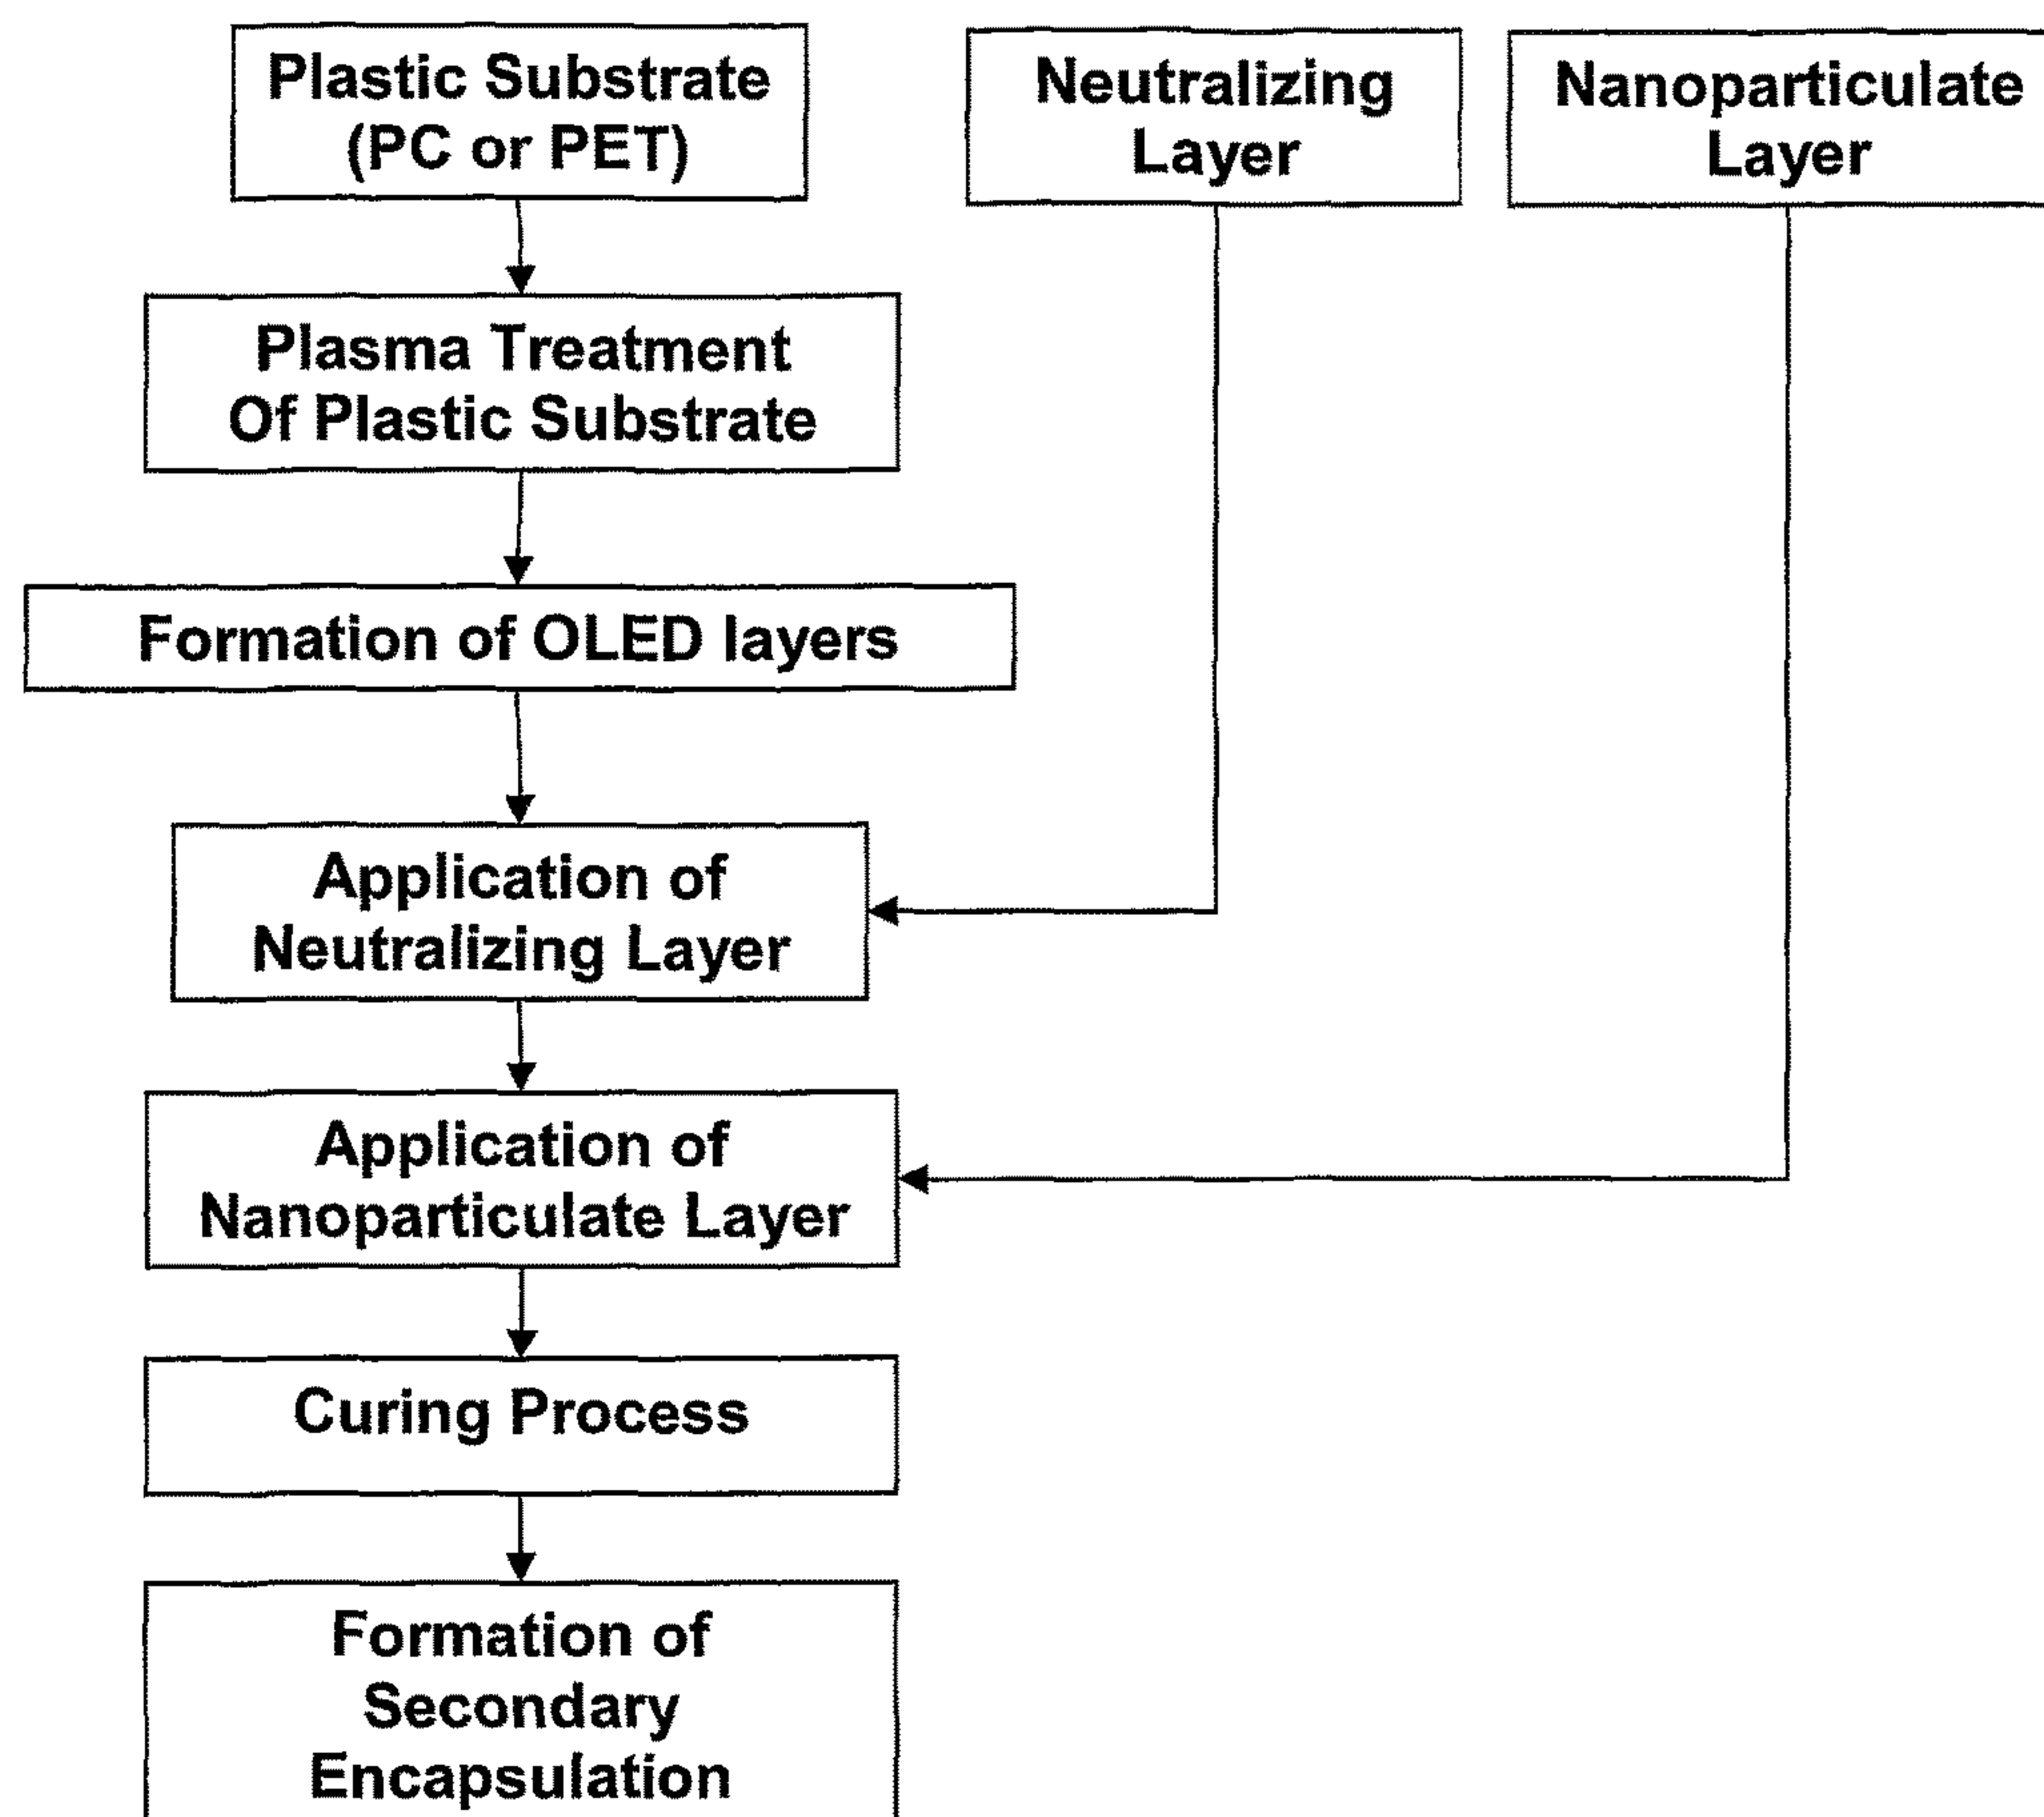 Plastic Substrate
(PC or PET)
Neutralizing
Layer
Nanoparticulate
Layer
Plasma Treatment
Of Plastic Substrate
Formation of OLED layers
Application of
Neutralizing Layer
Application of
Nanoparticulate Layer
Curing Process
Formation of
Secondary
Encapsulation